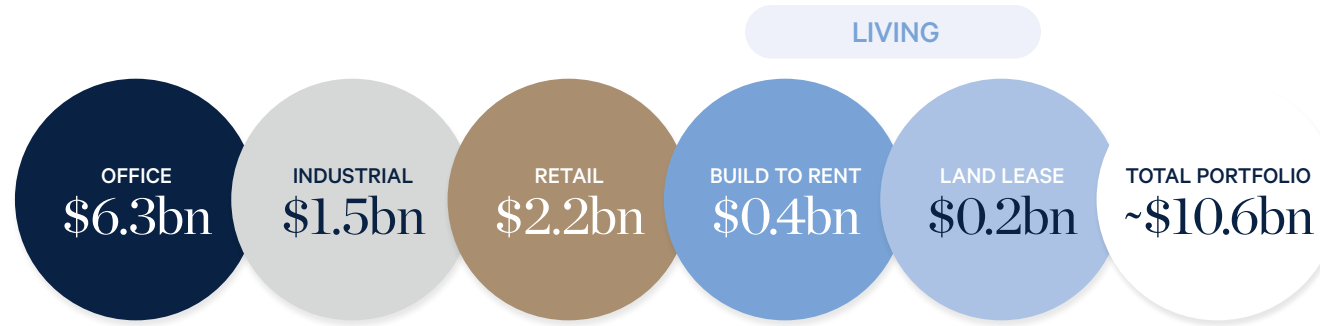 LIVING
OFFICE
$6.3bn
INDUSTRIAL
$1.5bn
RETAIL
$2.2bn
BUILD TO RENT
$0.4bn
LAND LEASE
$0.2bn
TOTAL PORTFOLIO
~$10.6bn